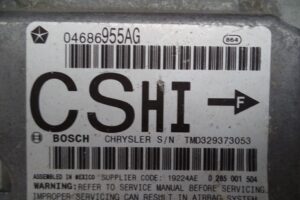 04686955AG
864
CSHI F
BOSCH CHRYSLER S/N TMD329373053
ASSEMBLED IN MEXICO SUPPLIER CODE: 19224AE 0 285 001 504
WARNING:REFER TO SERVICE MANUAL BEFORE SERVICING
IMPROPER SERVICING CAN RESULT IN AIRBAG SYSTEM